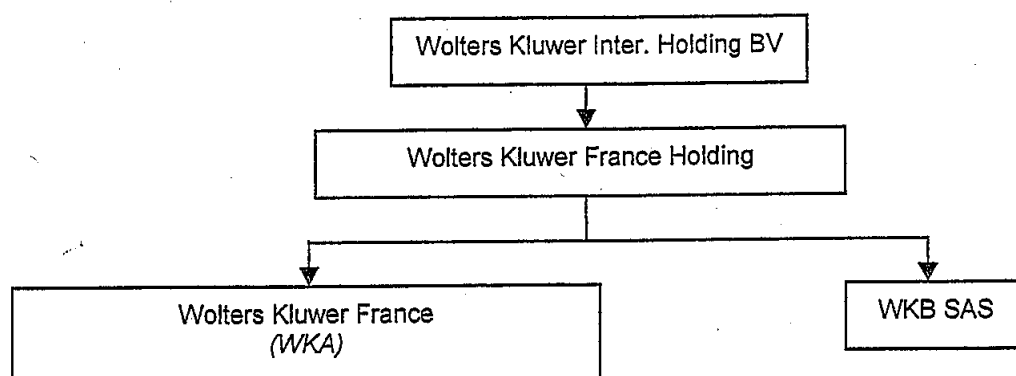 Wolters Kluwer Inter. Holding BV
Wolters Kluwer France Holding
Wolters Kluwer France
(WKA)
WKB SAS